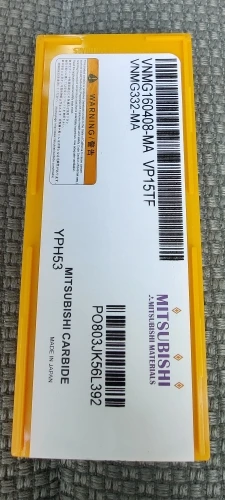 VNMG160408-MA VP15TF
VNMG332-MA
WARNING / 警告
MITSUBISHI
MITSUBISHI MATERIALS
PO803JK56L392
MITSUBISHI CARBIDE
YPH53
MADE IN JAPAN